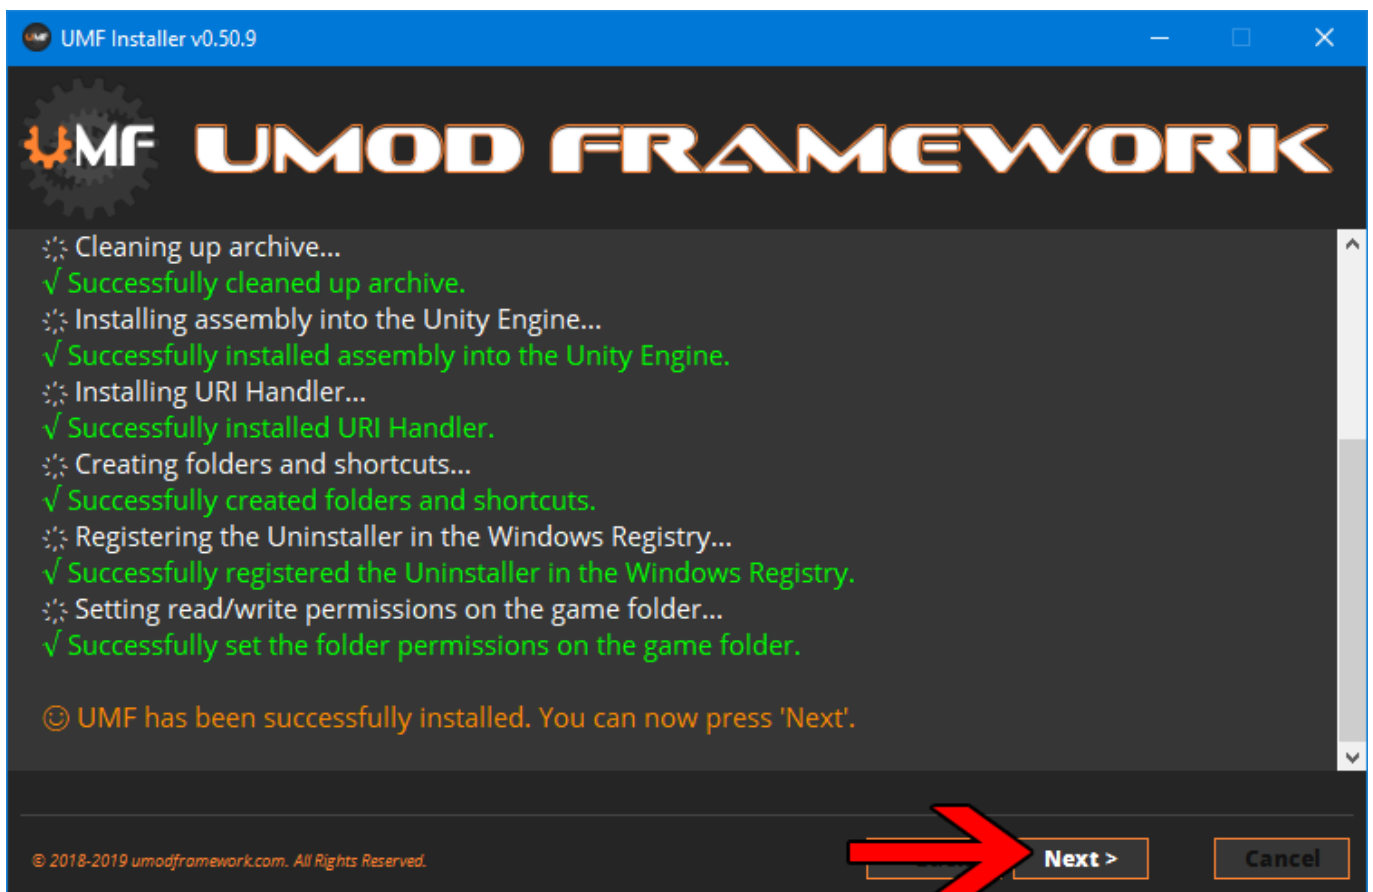 UMF Installer v0.50.9
UMF UMOD FRAMEWORK
Cleaning up archive...
√ Successfully cleaned up archive.
Installing assembly into the Unity Engine...
√ Successfully installed assembly into the Unity Engine.
Installing URI Handler...
√ Successfully installed URI Handler.
Creating folders and shortcuts...
√ Successfully created folders and shortcuts.
Registering the Uninstaller in the Windows Registry...
√ Successfully registered the Uninstaller in the Windows Registry.
Setting read/write permissions on the game folder...
√ Successfully set the folder permissions on the game folder.
☺ UMF has been successfully installed. You can now press 'Next'.
© 2018-2019 umodframework.com. All Rights Reserved.
Next >
Cancel